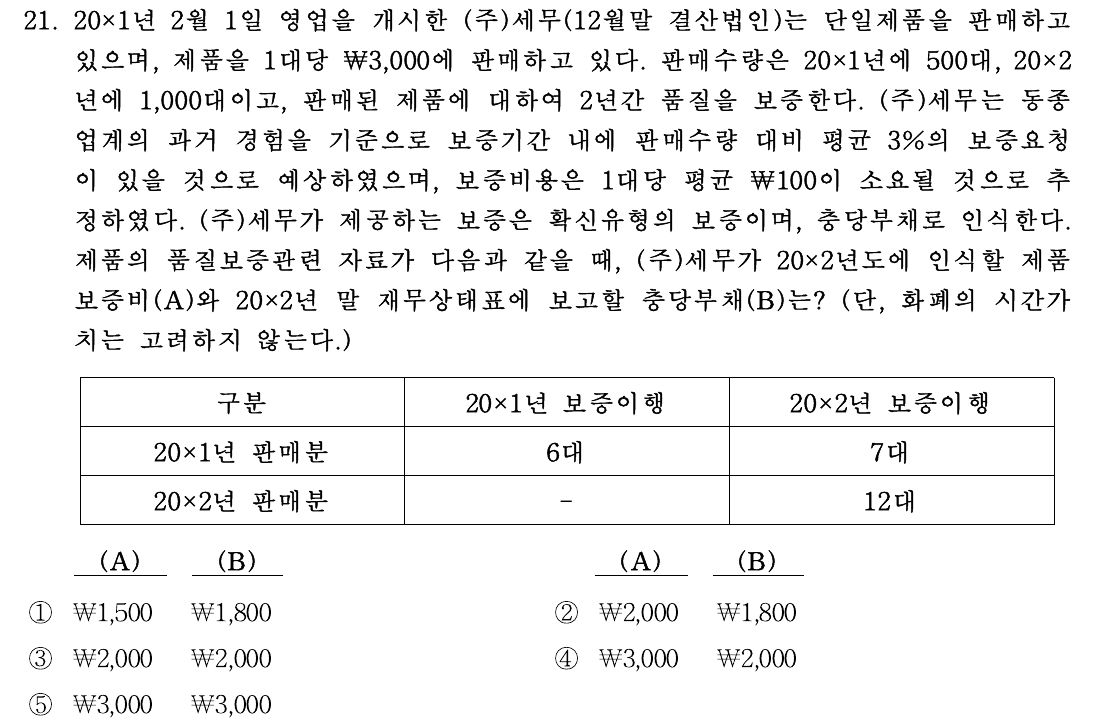 21. 20×1년 2월 1일 영업을 개시한 (주)세무(12월말 결산법인)는 단일제품을 판매하고
있으며, 제품을 1대당 ₩3,000에 판매하고 있다. 판매수량은 20×1년에 500대, 20×2
년에 1,000대이고, 판매된 제품에 대하여 2년간 품질을 보증한다. (주)세무는 동종
업계의 과거 경험을 기준으로 보증기간 내에 판매수량 대비 평균 3%의 보증요청
이 있을 것으로 예상하였으며, 보증비용은 1대당 평균 ₩100이 소요될 것으로 추
정하였다. (주)세무가 제공하는 보증은 확신유형의 보증이며, 충당부채로 인식한다.
제품의 품질보증관련 자료가 다음과 같을 때, (주)세무가 20×2년도에 인식할 제품
보증비(A)와 20×2년 말 재무상태표에 보고할 충당부채(B)는? (단, 화폐의 시간가
치는 고려하지 않는다.)
구분 20×1년 보증이행 20×2년 보증이행
20×1년 판매분 6대 7대
20×2년 판매분 - 12대
(A) (B) (A) (B)
① ₩1,500 ₩1,800 ② ₩2,000 ₩1,800
③ ₩2,000 ₩2,000 ④ ₩3,000 ₩2,000
⑤ ₩3,000 ₩3,000